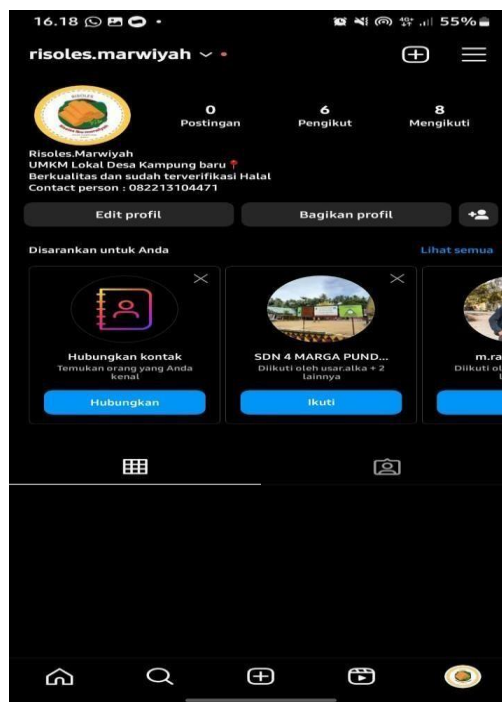 16.18
55%
risoles.marwiyah
0
6
8
Postingan
Pengikut
Mengikuti
Risoles.Marwiyah
UMKM Lokal Desa Kampung baru
Berkualitas dan sudah terverifikasi Halal
Contact person : 082213104471
Edit profil
Bagikan profil
Disarankan untuk Anda
Lihat semua
Hubungkan kontak
Temukan orang yang Anda
kenal
Hubungkan
SDN 4 MARGA PUND...
Diikuti oleh usar.alka + 2
lainnya
Ikuti
m.ra
Diikuti ol
l